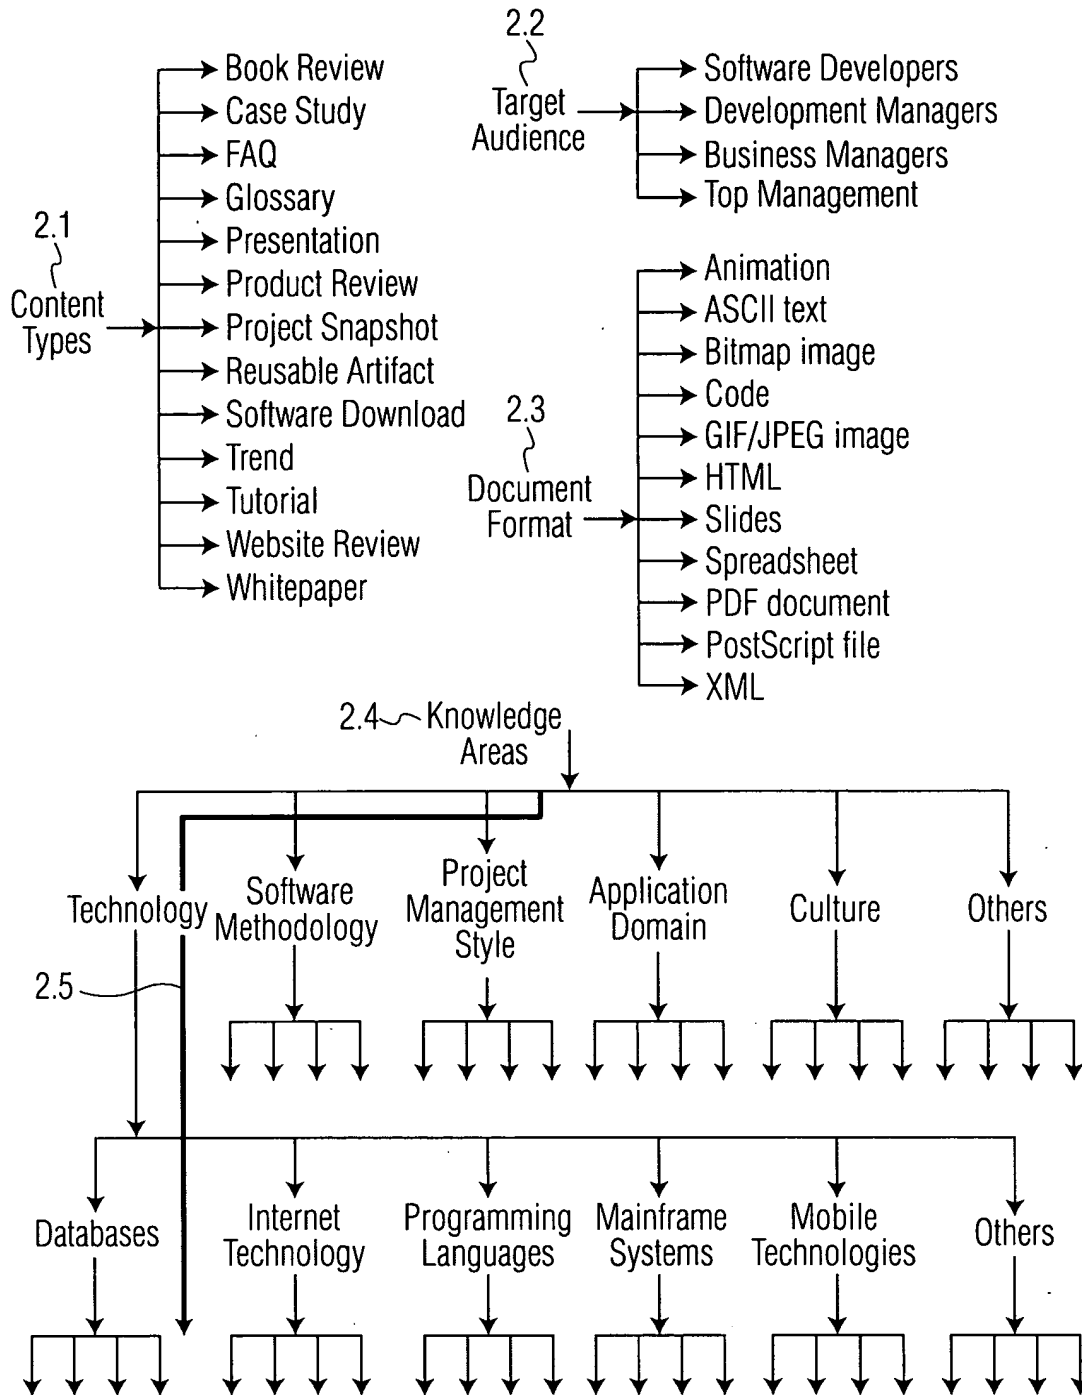 2.1
Content
Types
Book Review
Case Study
FAQ
Glossary
Presentation
Product Review
Project Snapshot
Reusable Artifact
Software Download
Trend
Tutorial
Website Review
Whitepaper
2.2
Target
Audience
Software Developers
Development Managers
Business Managers
Top Management
2.3
Document
Format
Animation
ASCII text
Bitmap image
Code
GIF/JPEG image
HTML
Slides
Spreadsheet
PDF document
PostScript file
XML
2.4
Knowledge
Areas
Technology
Software
Methodology
Project
Management
Style
Application
Domain
Culture
Others
2.5
Databases
Internet
Technology
Programming
Languages
Mainframe
Systems
Mobile
Technologies
Others